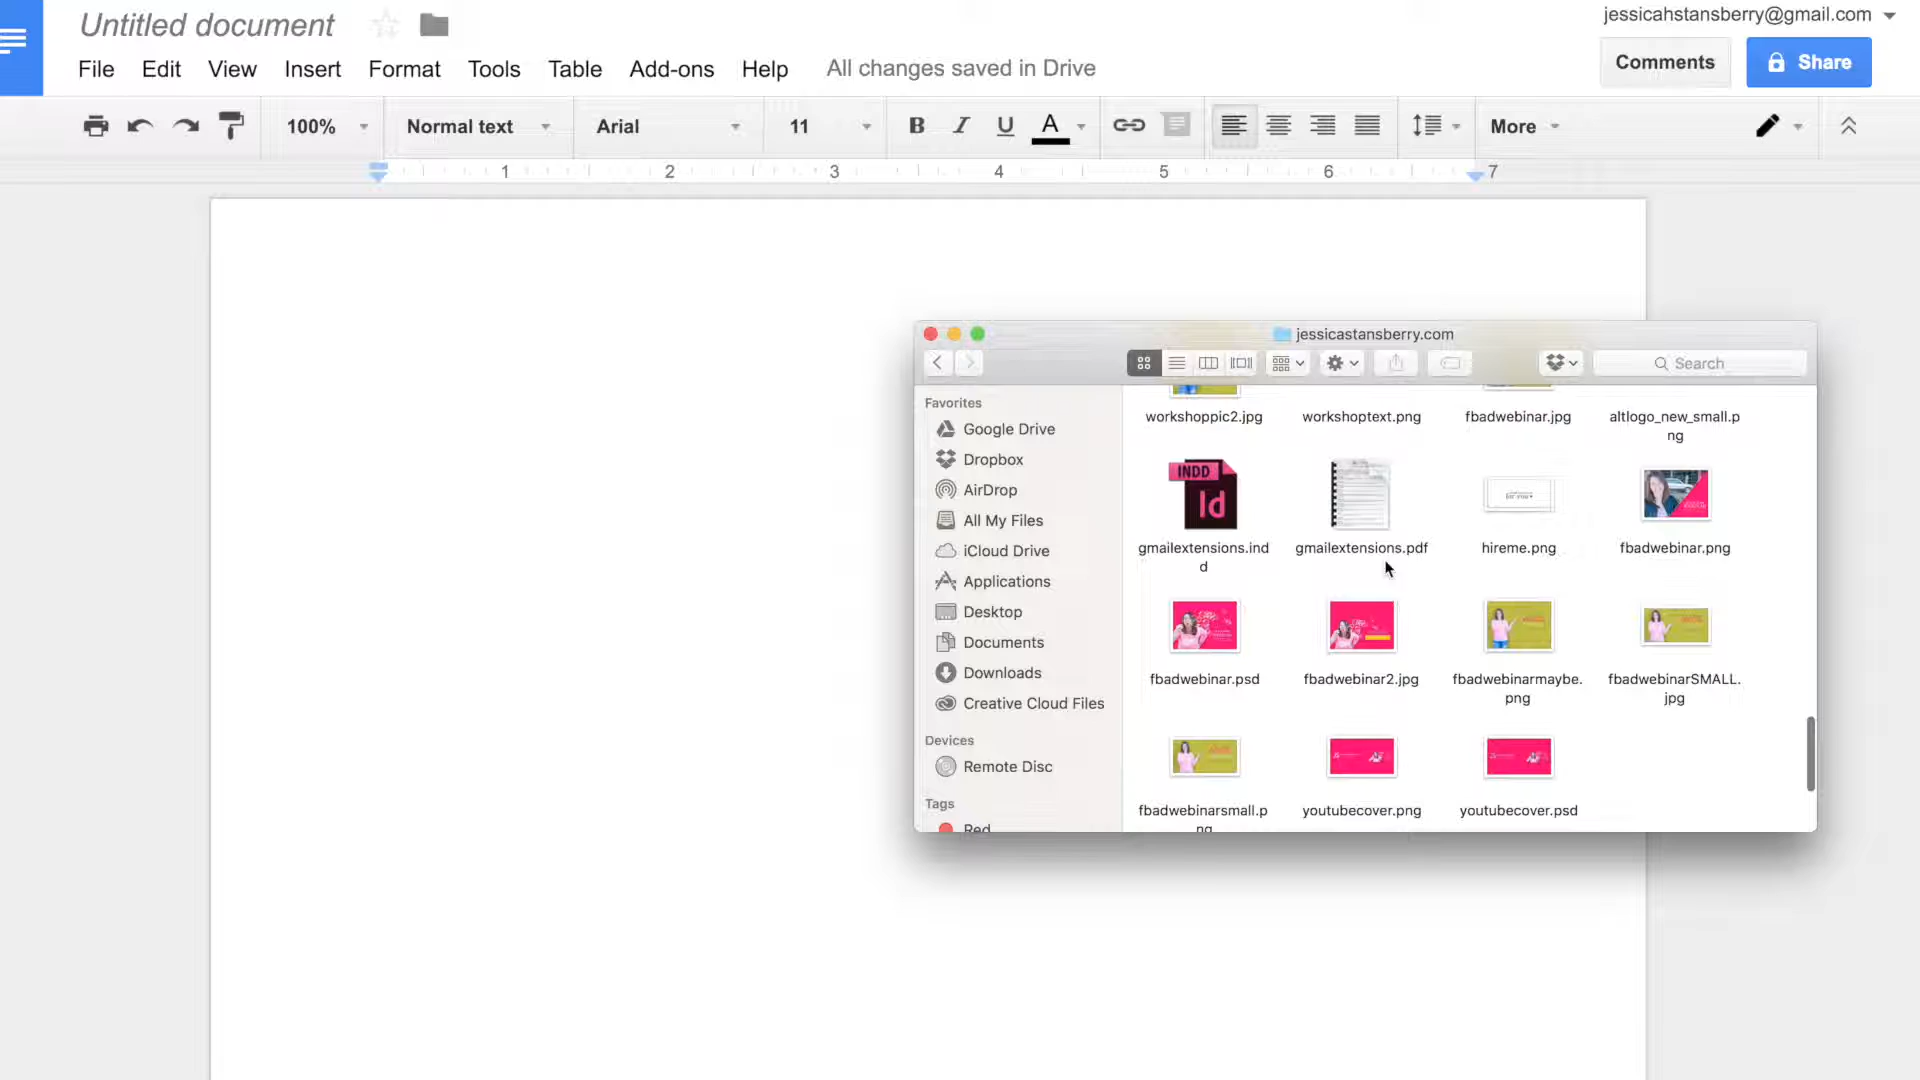 Untitled document
jessicahstansberry@gmail.com
File Edit View Insert Format Tools Table Add-ons Help All changes saved in Drive
Comments Share
100% Normal text Arial 11 B I U A More
1 2 3 4 5 6 7
jessicastansberry.com
Search
Favorites
Google Drive
Dropbox
AirDrop
All My Files
iCloud Drive
Applications
Desktop
Documents
Downloads
Creative Cloud Files
Devices
Remote Disc
Tags
Red
workshoppic2.jpg workshoptext.png fbadwebinar.jpg altlogo_new_small.p
ng
INDD
Id
gmailextensions.ind gmailextensions.pdf hireme.png fbadwebinar.png
d
fbadwebinar.psd fbadwebinar2.jpg fbadwebinarmaybe. fbadwebinarSMALL.
png jpg
fbadwebinarsmall.p youtubecover.png youtubecover.psd
ng